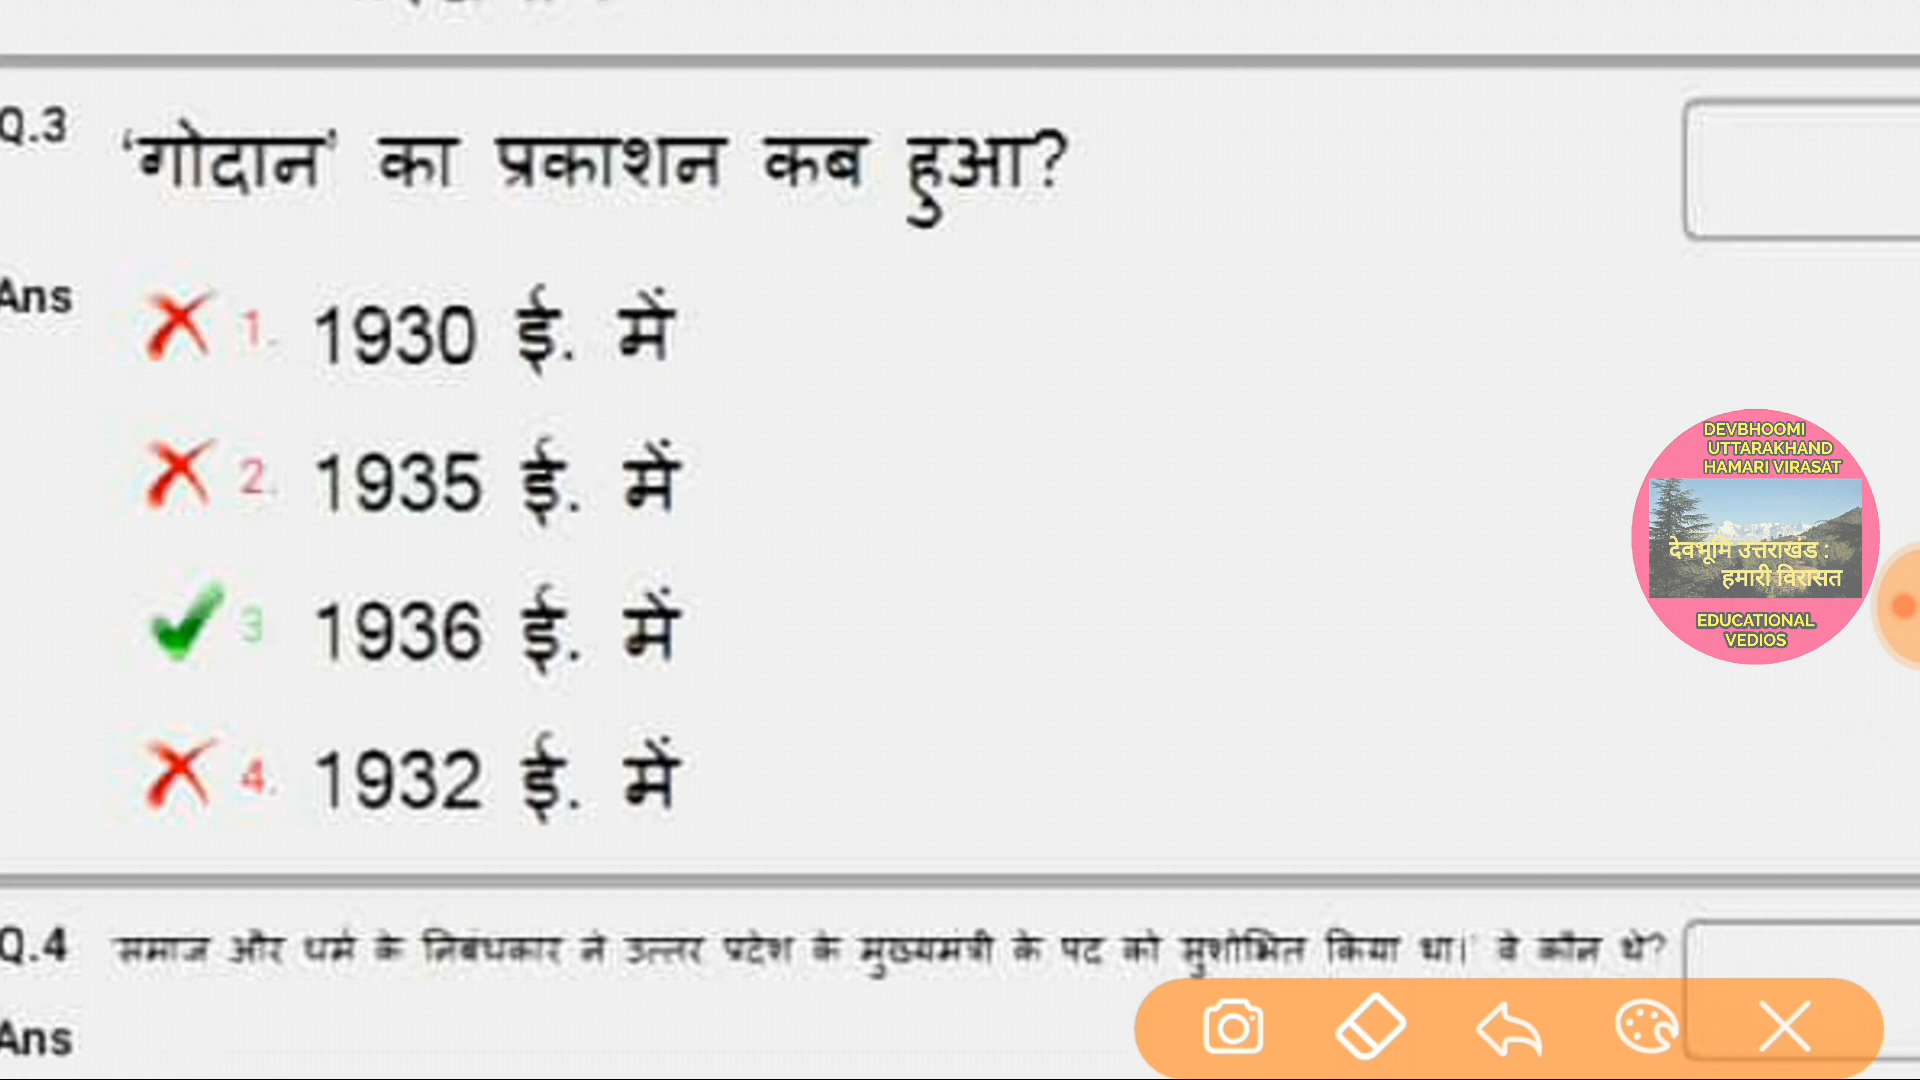 Q.3 'गोदान' का प्रकाशन कब हुआ?
Ans
1. 1930 ई. में
2. 1935 ई. में
3 1936 ई. में
4. 1932 ई. में
DEVBHOOMI
UTTARAKHAND
HAMARI VIRASAT
देवभूमि उत्तराखंड :
हमारी विरासत
EDUCATIONAL
VEDIOS
Q.4 समाज और धर्म के निबंधकार ने उत्तर प्रदेश के मुख्यमंत्री के पद को सुशोभित किया था।' वे कौन थे?
Ans